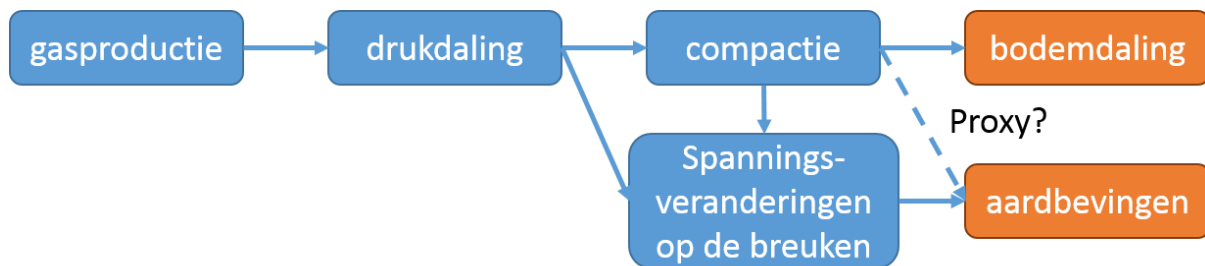 gasproductie
drukdaling
compactie
bodemdaling
Proxy?
Spannings-
veranderingen
op de breuken
aardbevingen